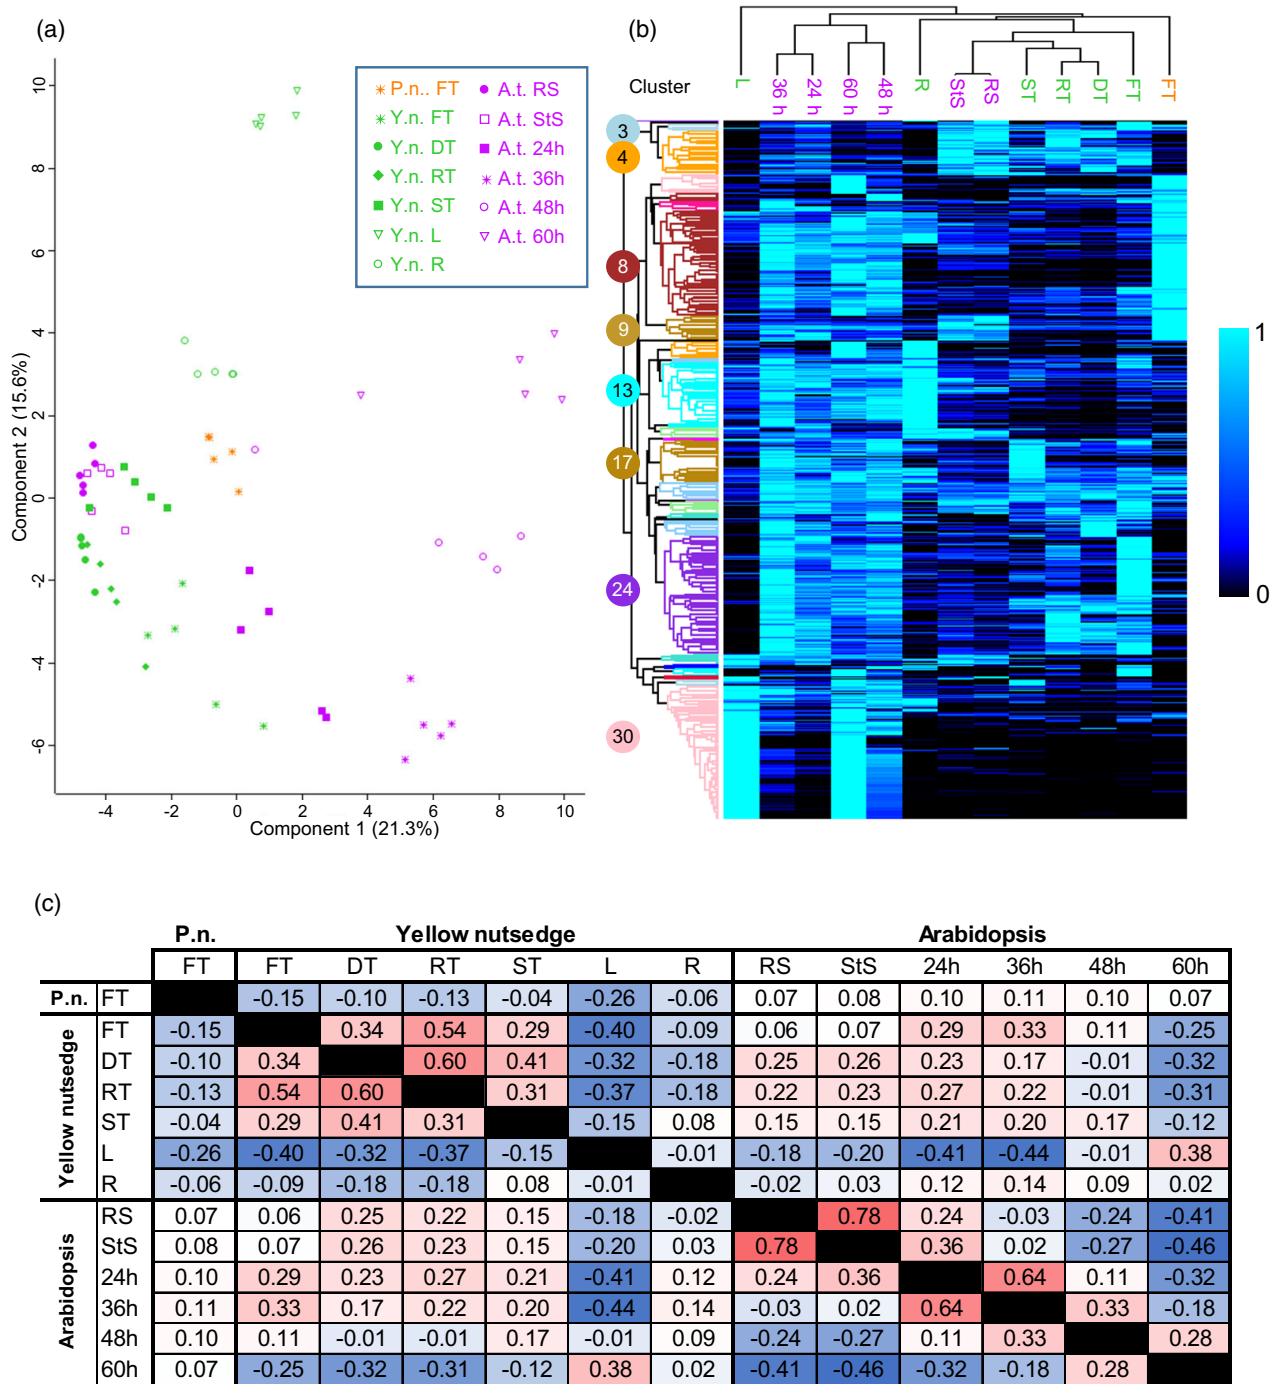 (a)
Component 2 (15.6%)
10
8
6
4
2
0
-2
-4
-6
-4 -2 0 2 4 6 8 10
Component 1 (21.3%)
P.n.. FT
Y.n. FT
Y.n. DT
Y.n. RT
Y.n. ST
Y.n. L
Y.n. R
A.t. RS
A.t. StS
A.t. 24h
A.t. 36h
A.t. 48h
A.t. 60h
(b)
Cluster
L 36 h 24 h 60 h 48 h R StS RS ST RT DT FT FT
3
4
8
9
13
17
24
30
1
0
(c)
P.n. Yellow nutsedge Arabidopsis
FT FT DT RT ST L R RS StS 24h 36h 48h 60h
P.n. FT -0.15 -0.10 -0.13 -0.04 -0.26 -0.06 0.07 0.08 0.10 0.11 0.10 0.07
Yellow nutsedge
FT -0.15 0.34 0.54 0.29 -0.40 -0.09 0.06 0.07 0.29 0.33 0.11 -0.25
DT -0.10 0.34 0.60 0.41 -0.32 -0.18 0.25 0.26 0.23 0.17 -0.01 -0.32
RT -0.13 0.54 0.60 0.31 -0.37 -0.18 0.22 0.23 0.27 0.22 -0.01 -0.31
ST -0.04 0.29 0.41 0.31 -0.15 0.08 0.15 0.15 0.21 0.20 0.17 -0.12
L -0.26 -0.40 -0.32 -0.37 -0.15 -0.01 -0.18 -0.20 -0.41 -0.44 -0.01 0.38
R -0.06 -0.09 -0.18 -0.18 0.08 -0.01 -0.02 0.03 0.12 0.14 0.09 0.02
Arabidopsis
RS 0.07 0.06 0.25 0.22 0.15 -0.18 -0.02 0.78 0.24 -0.03 -0.24 -0.41
StS 0.08 0.07 0.26 0.23 0.15 -0.20 0.03 0.78 0.36 0.02 -0.27 -0.46
24h 0.10 0.29 0.23 0.27 0.21 -0.41 0.12 0.24 0.36 0.64 0.11 -0.32
36h 0.11 0.33 0.17 0.22 0.20 -0.44 0.14 -0.03 0.02 0.64 0.33 -0.18
48h 0.10 0.11 -0.01 -0.01 0.17 -0.01 0.09 -0.24 -0.27 0.11 0.33 0.28
60h 0.07 -0.25 -0.32 -0.31 -0.12 0.38 0.02 -0.41 -0.46 -0.32 -0.18 0.28